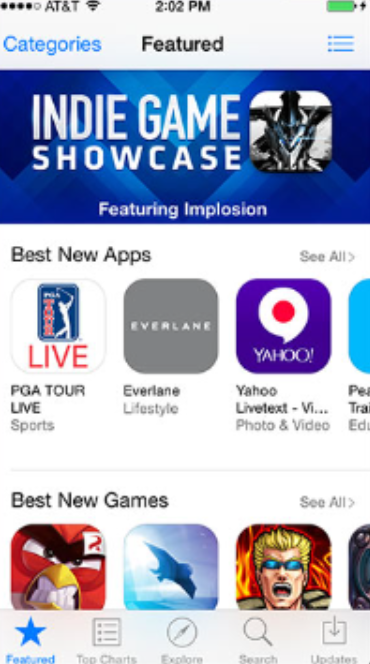 AT&T 2:02 PM
Categories Featured
INDIE GAME
SHOWCASE
Featuring Implosion
Best New Apps See All >
PGA TOUR
LIVE
EVERLANE
YAHOO!
PGA TOUR
LIVE
Sports
Everlane
Lifestyle
Yahoo
Livetext - Vi...
Photo & Video
Pea
Trai
Edu
Best New Games See All >
Featured Top Charts Explore Search Updates